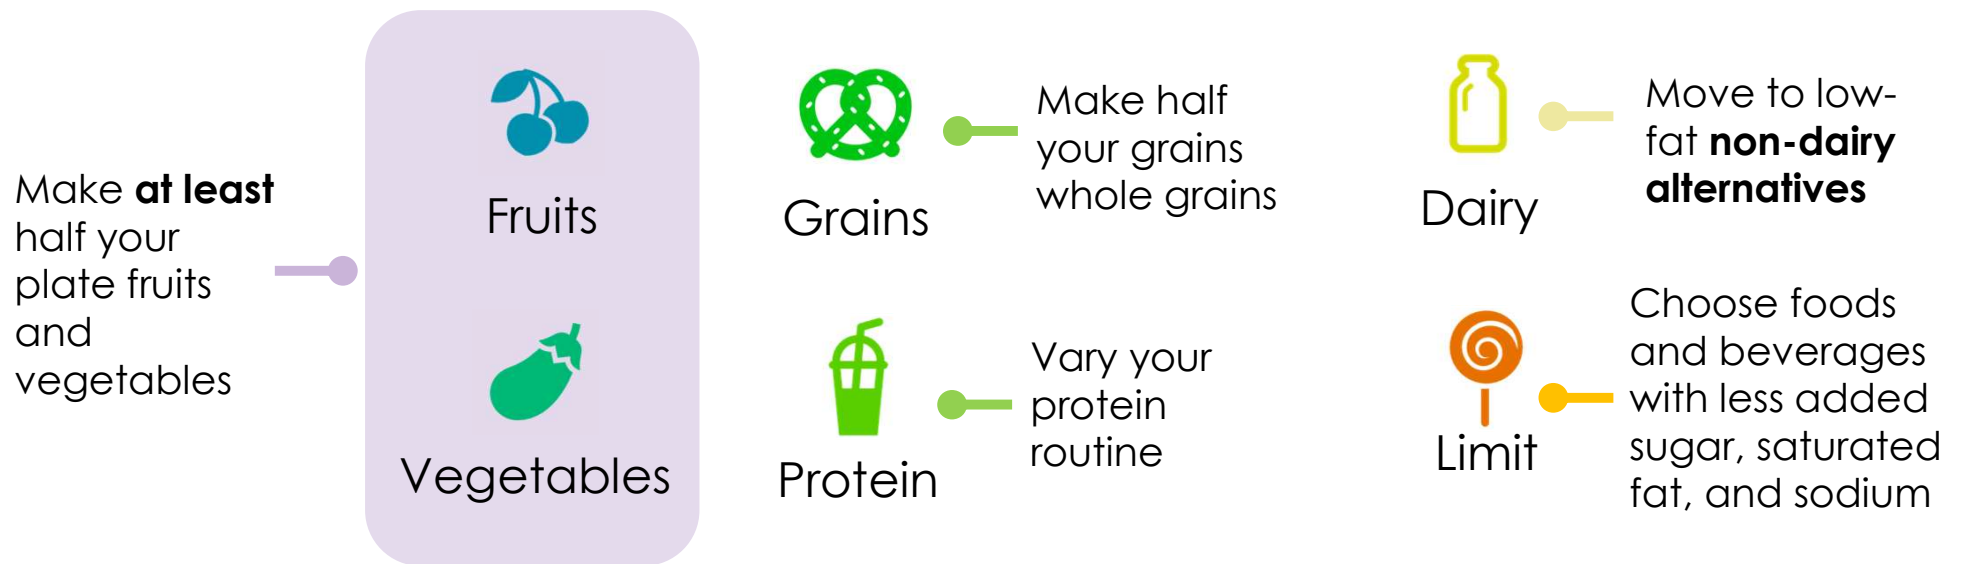 Make at least
half your
plate fruits
and
vegetables
Fruits
Vegetables
Grains
Make half
your grains
whole grains
Protein
Vary your
protein
routine
Dairy
Move to low-
fat non-dairy
alternatives
Limit
Choose foods
and beverages
with less added
sugar, saturated
fat, and sodium